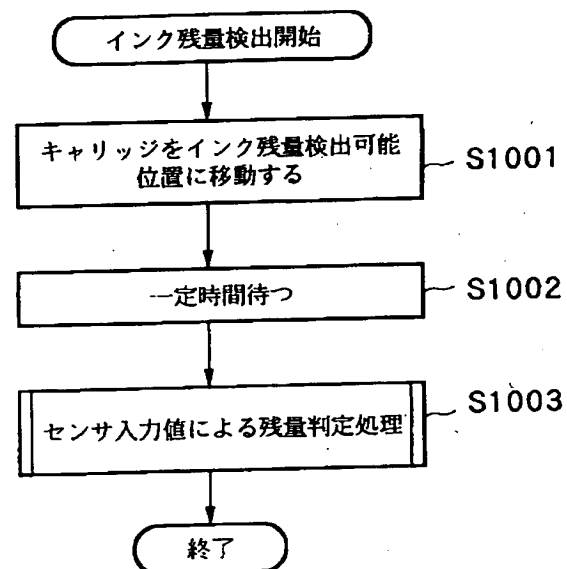 インク残量検出開始
キャリッジをインク残量検出可能
位置に移動する
S1001
一定時間待つ
S1002
センサ入力値による残量判定処理
S1003
終了